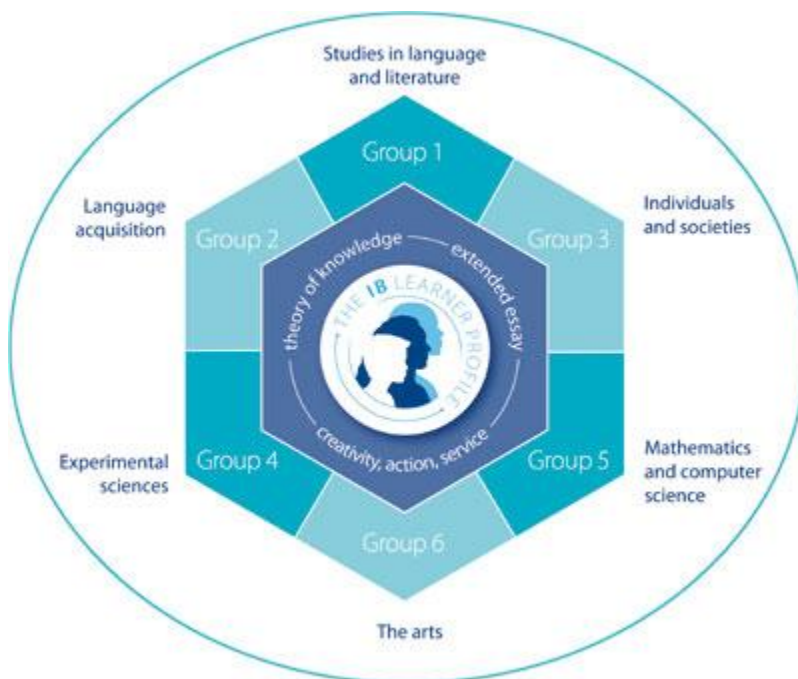 Studies in language
and literature
Group 1
Language
acquisition
Group 2
Individuals
and societies
Group 3
theory of knowledge
extended essay
THE IB LEARNER PROFILE
creativity, action, service
Experimental
sciences
Group 4
Group 5
Mathematics
and computer
science
Group 6
The arts